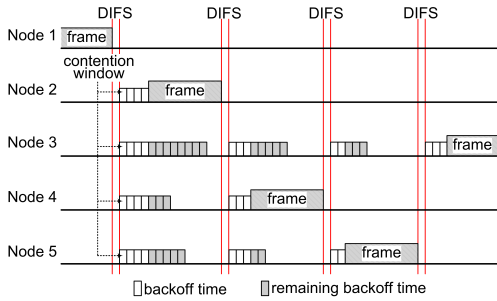 DIFS DIFS DIFS DIFS
Node 1 frame
contention
window
Node 2 frame
Node 3 frame
Node 4 frame
Node 5 frame
backoff time remaining backoff time